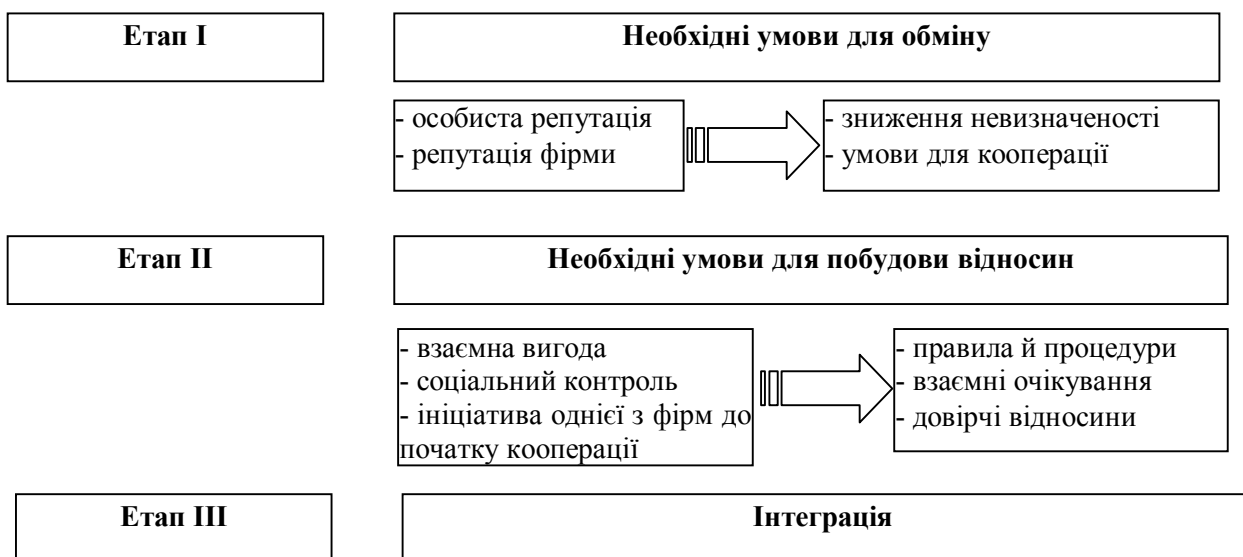 Етап І
Необхідні умови для обміну
- особиста репутація
- репутація фірми
- зниження невизначеності
- умови для кооперації
Етап ІІ
Необхідні умови для побудови відносин
- взаємна вигода
- соціальний контроль
- ініціатива однієї з фірм до
початку кооперації
- правила й процедури
- взаємні очікування
- довірчі відносини
Етап ІІІ
Інтеграція